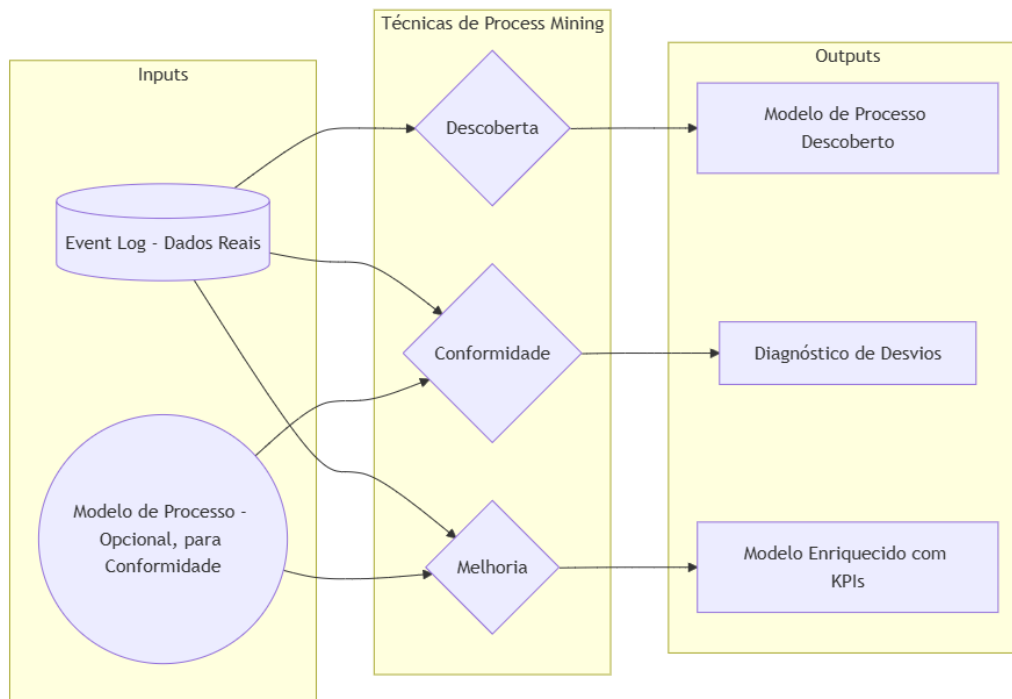 Inputs
Event Log - Dados Reais
Modelo de Processo -
Opcional, para
Conformidade
Técnicas de Process Mining
Descoberta
Conformidade
Melhoria
Outputs
Modelo de Processo
Descoberto
Diagnóstico de Desvios
Modelo Enriquecido com
KPIs